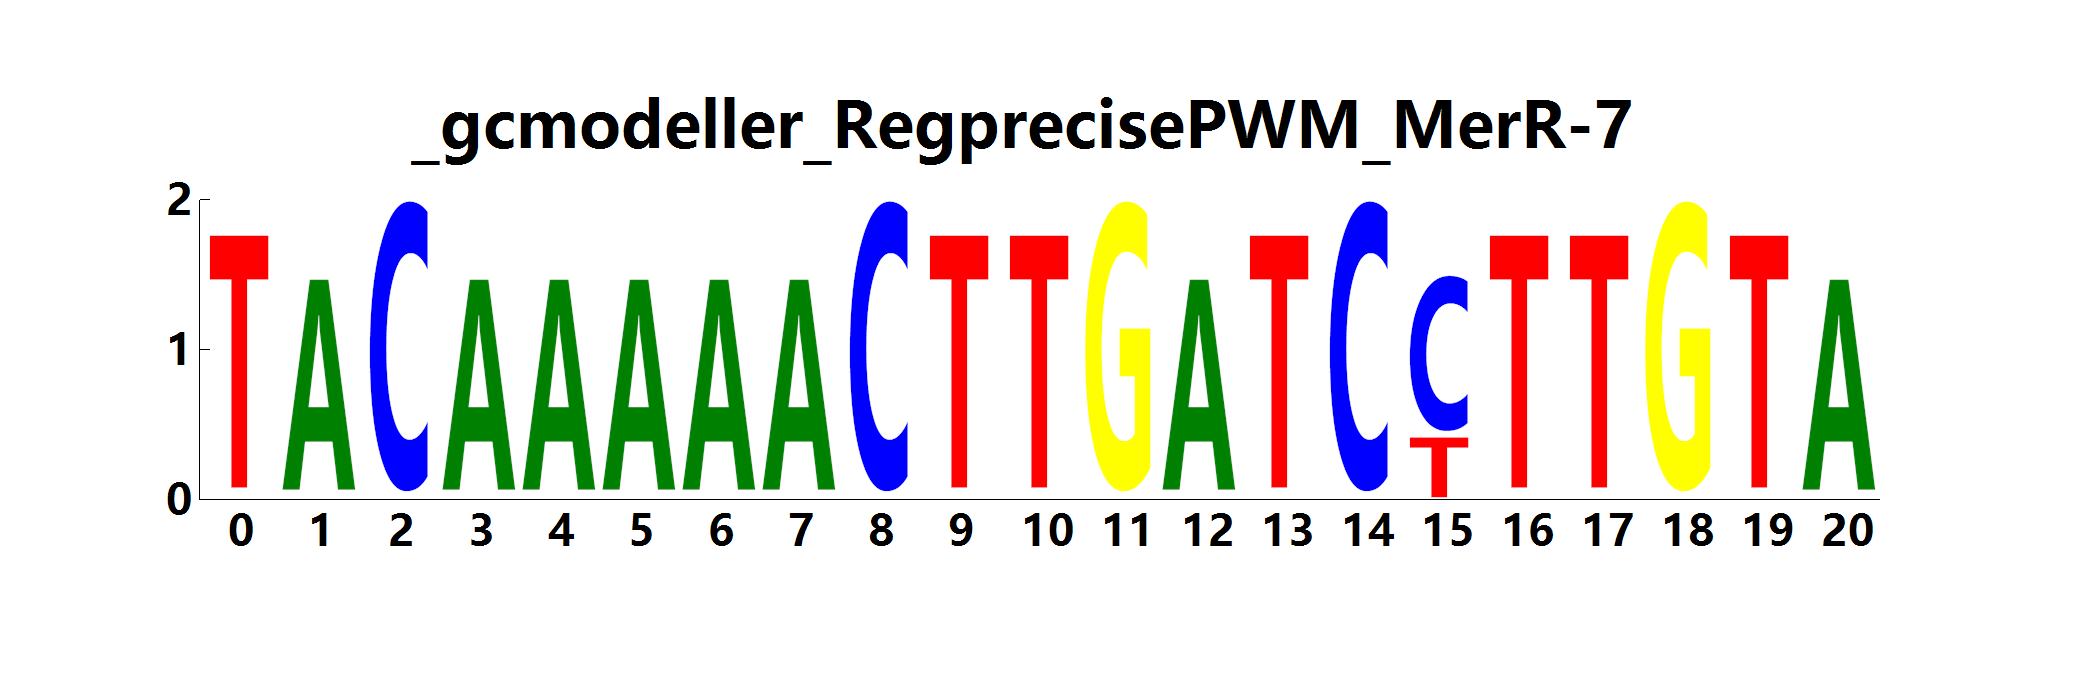 _gcmodeller_RegprecisePWM_MerR-7
2
1
0
TACAAAAACTTGATCCTTGTA
T
0 1 2 3 4 5 6 7 8 9 10 11 12 13 14 15 16 17 18 19 20